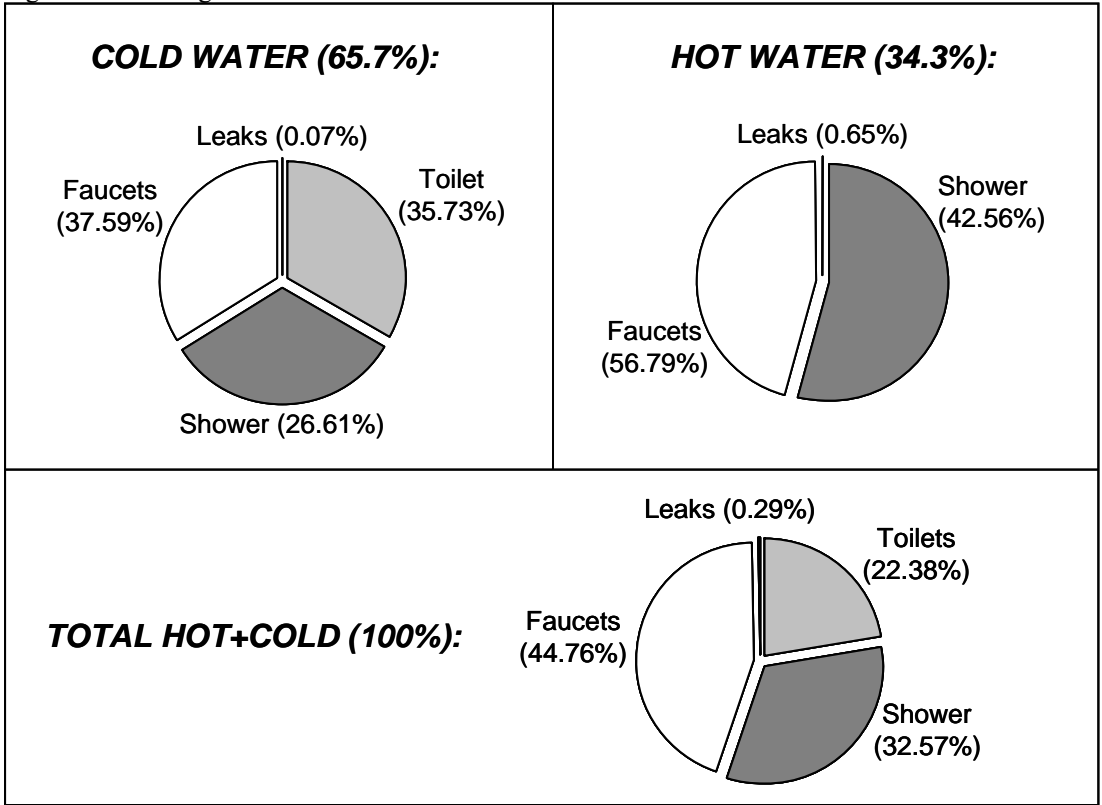 COLD WATER (65.7%):
Leaks (0.07%)
Faucets
(37.59%)
Toilet
(35.73%)
Shower (26.61%)
HOT WATER (34.3%):
Leaks (0.65%)
Shower
(42.56%)
Faucets
(56.79%)
TOTAL HOT+COLD (100%):
Leaks (0.29%)
Toilets
(22.38%)
Faucets
(44.76%)
Shower
(32.57%)